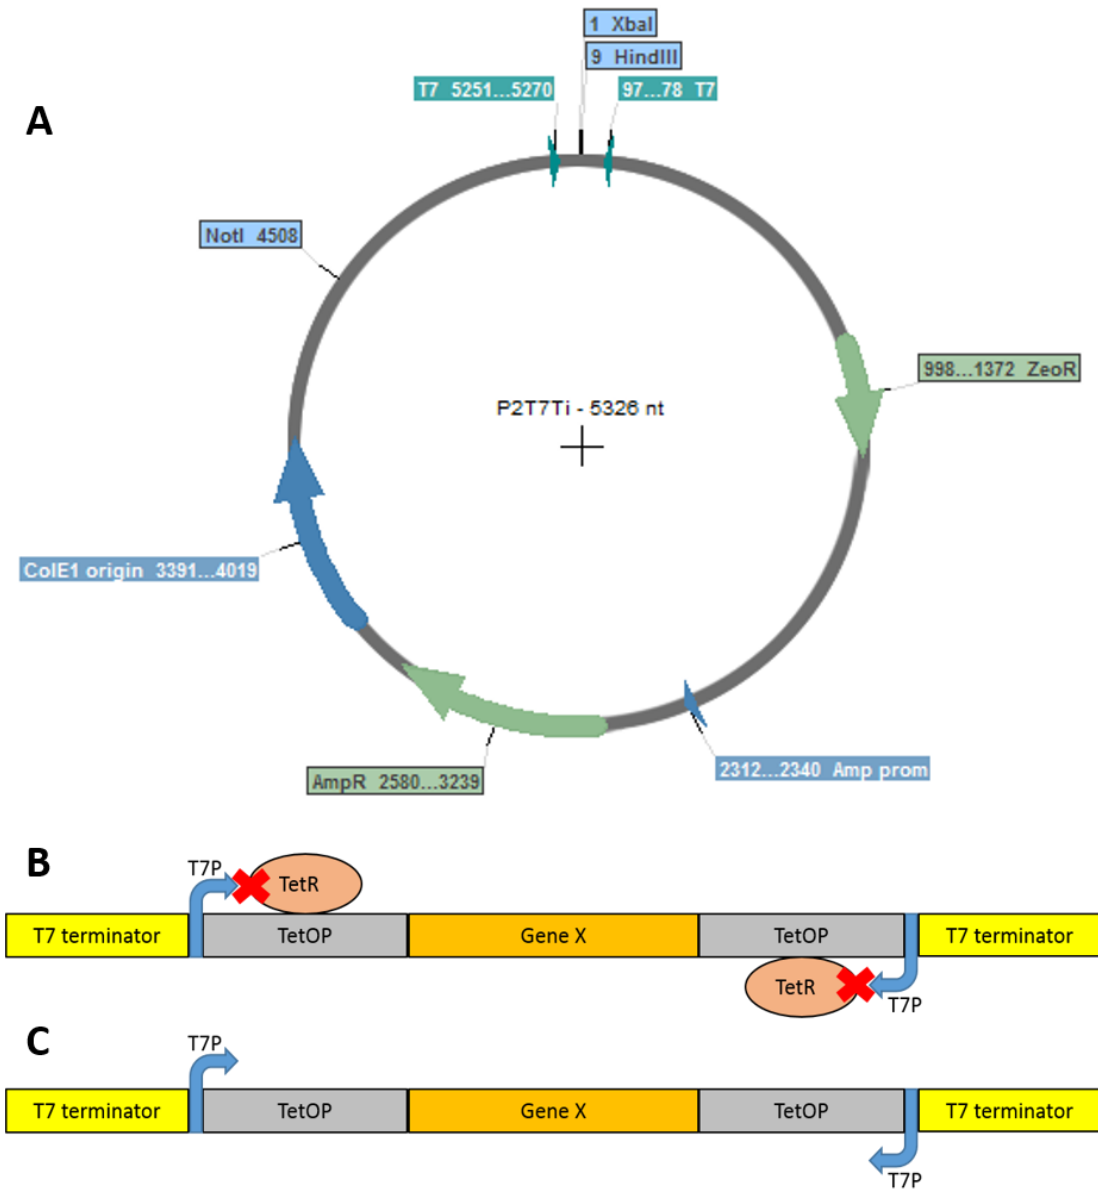 A
1 XbaI
9 HindIII
T7 5251...5270
97...78 T7
NotI 4508
998...1372 ZeoR
P2T7Ti - 5326 nt
ColE1 origin 3391...4019
AmpR 2580...3239
2312...2340 Amp prom
B
T7P
TetR
T7 terminator
TetOP
Gene X
TetOP
T7 terminator
TetR
T7P
C
T7P
T7 terminator
TetOP
Gene X
TetOP
T7 terminator
T7P